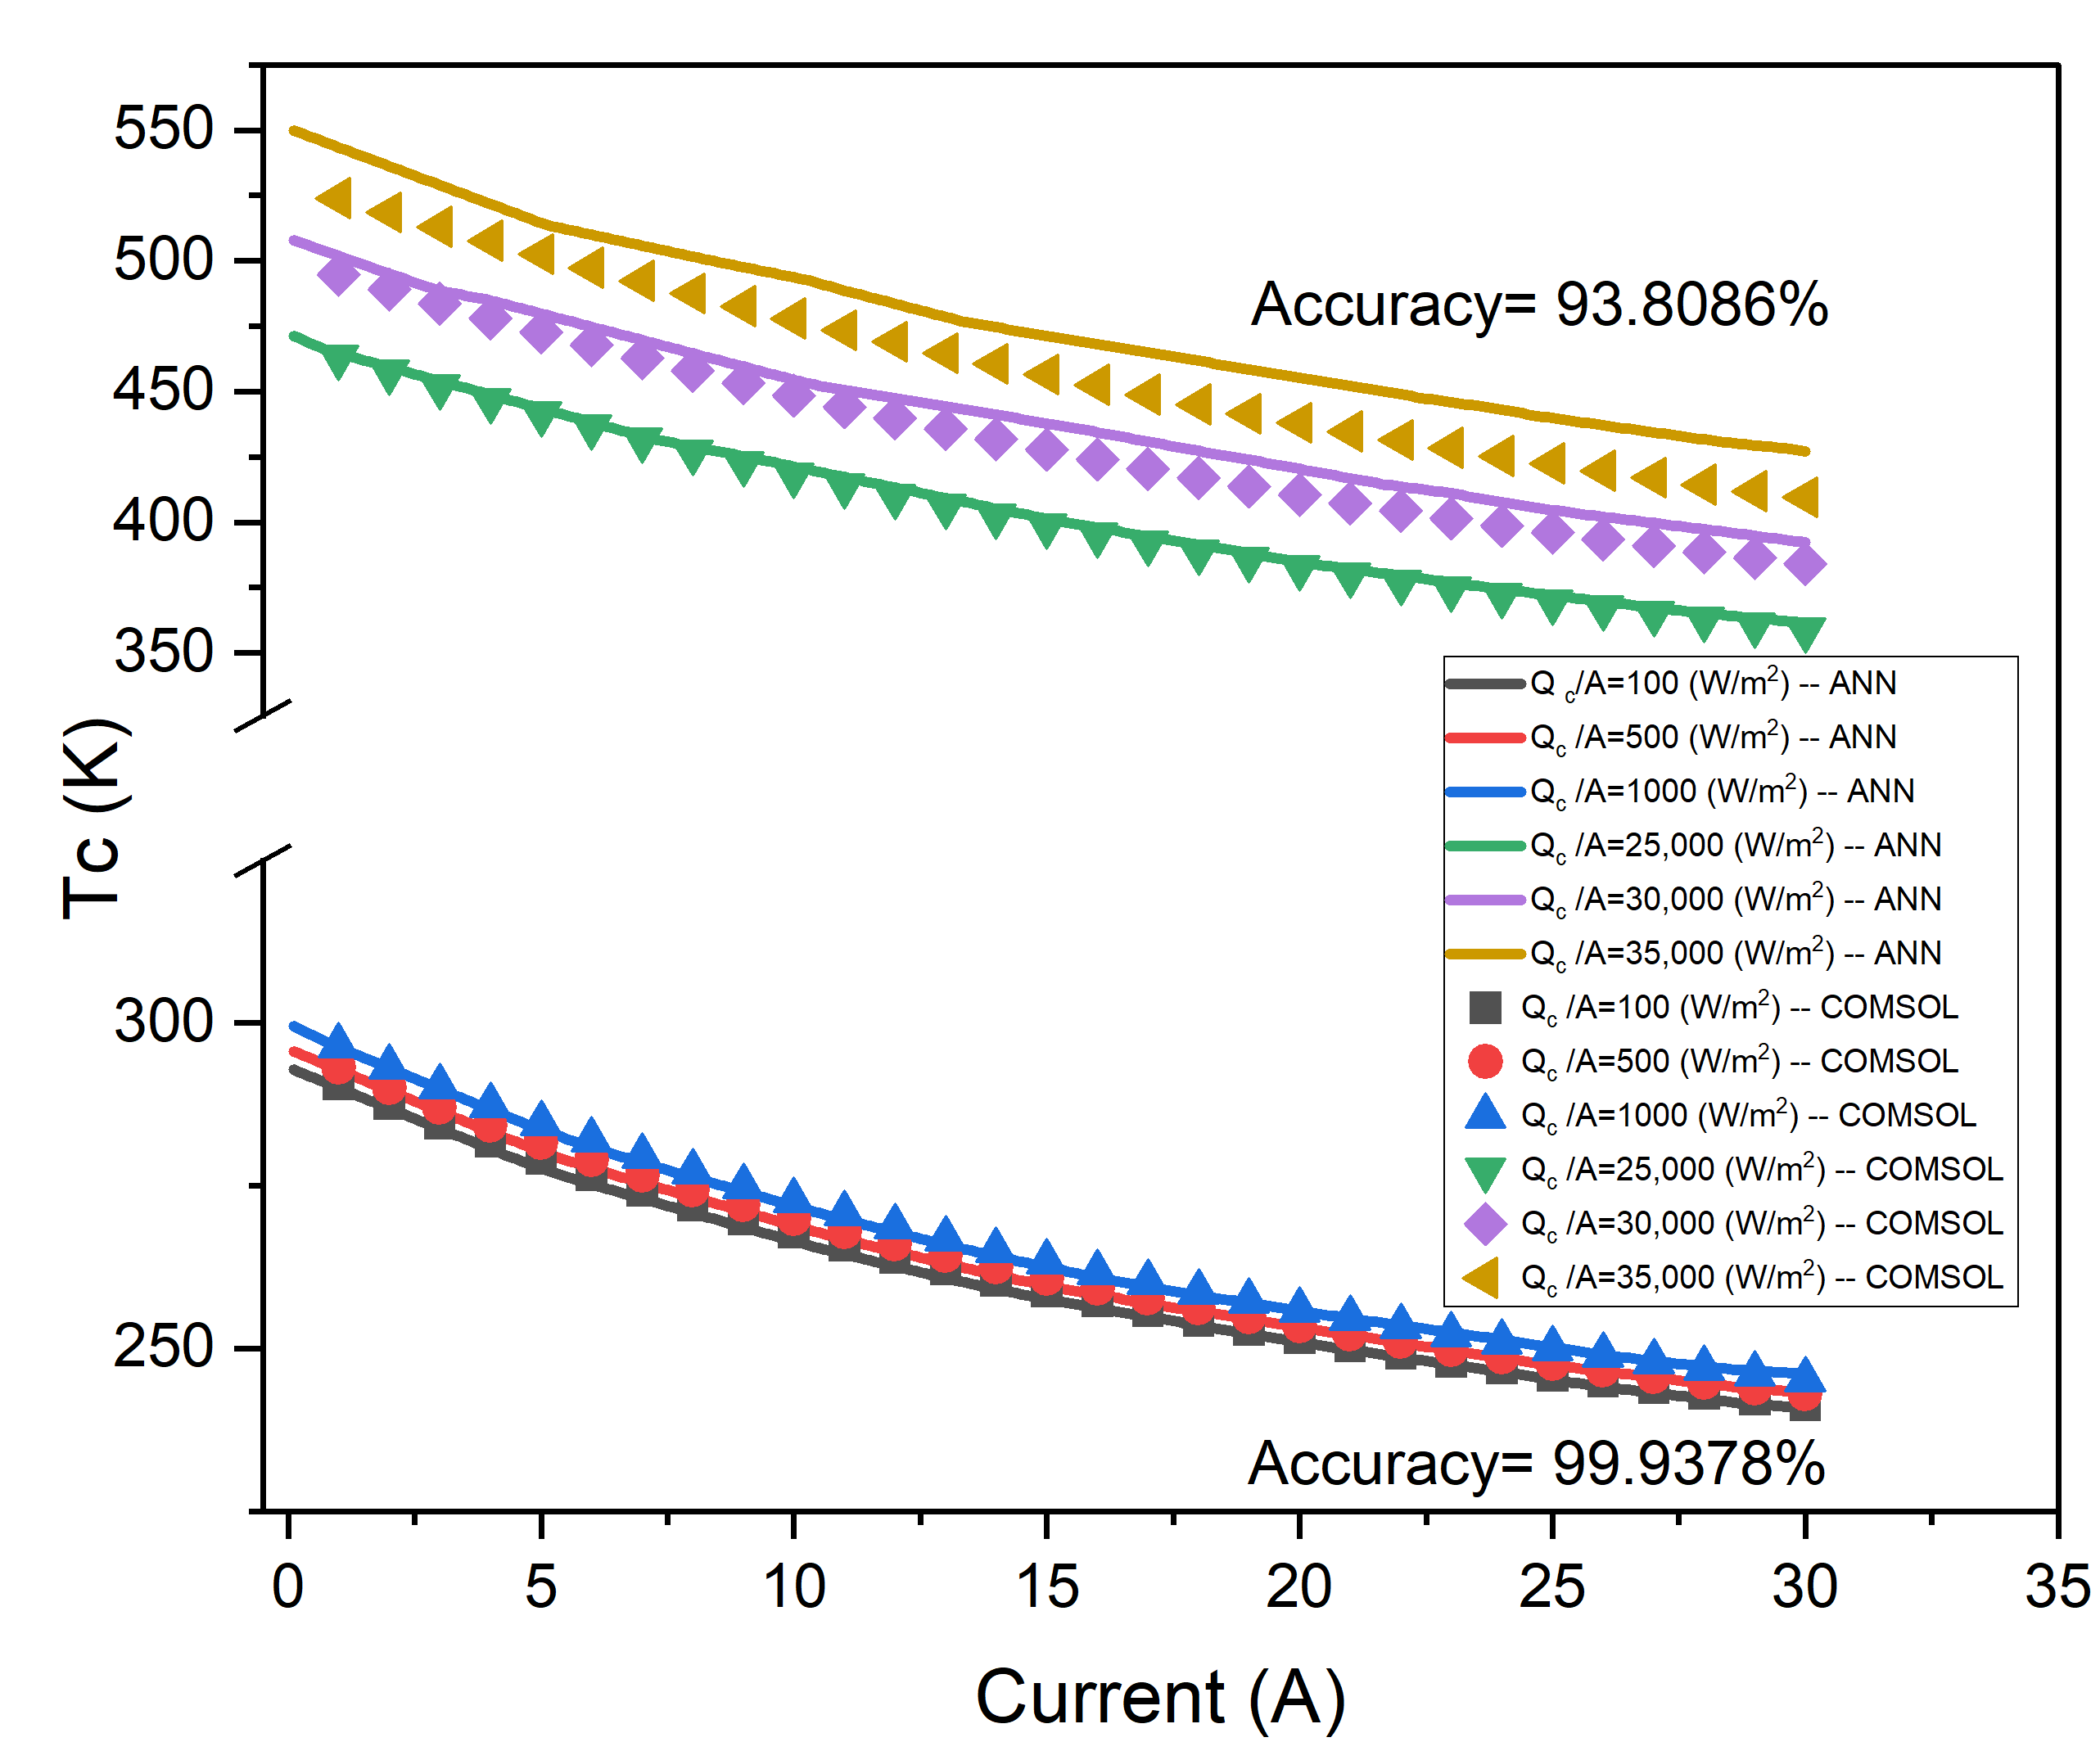 550
500
450
400
350
300
250
Tc (K)
Accuracy= 93.8086%
Q c/A=100 (W/m2) -- ANN
Qc /A=500 (W/m2) -- ANN
Qc /A=1000 (W/m2) -- ANN
Qc /A=25,000 (W/m2) -- ANN
Qc /A=30,000 (W/m2) -- ANN
Qc /A=35,000 (W/m2) -- ANN
Qc /A=100 (W/m2) -- COMSOL
Qc /A=500 (W/m2) -- COMSOL
Qc /A=1000 (W/m2) -- COMSOL
Qc /A=25,000 (W/m2) -- COMSOL
Qc /A=30,000 (W/m2) -- COMSOL
Qc /A=35,000 (W/m2) -- COMSOL
Accuracy= 99.9378%
0 5 10 15 20 25 30 35
Current (A)